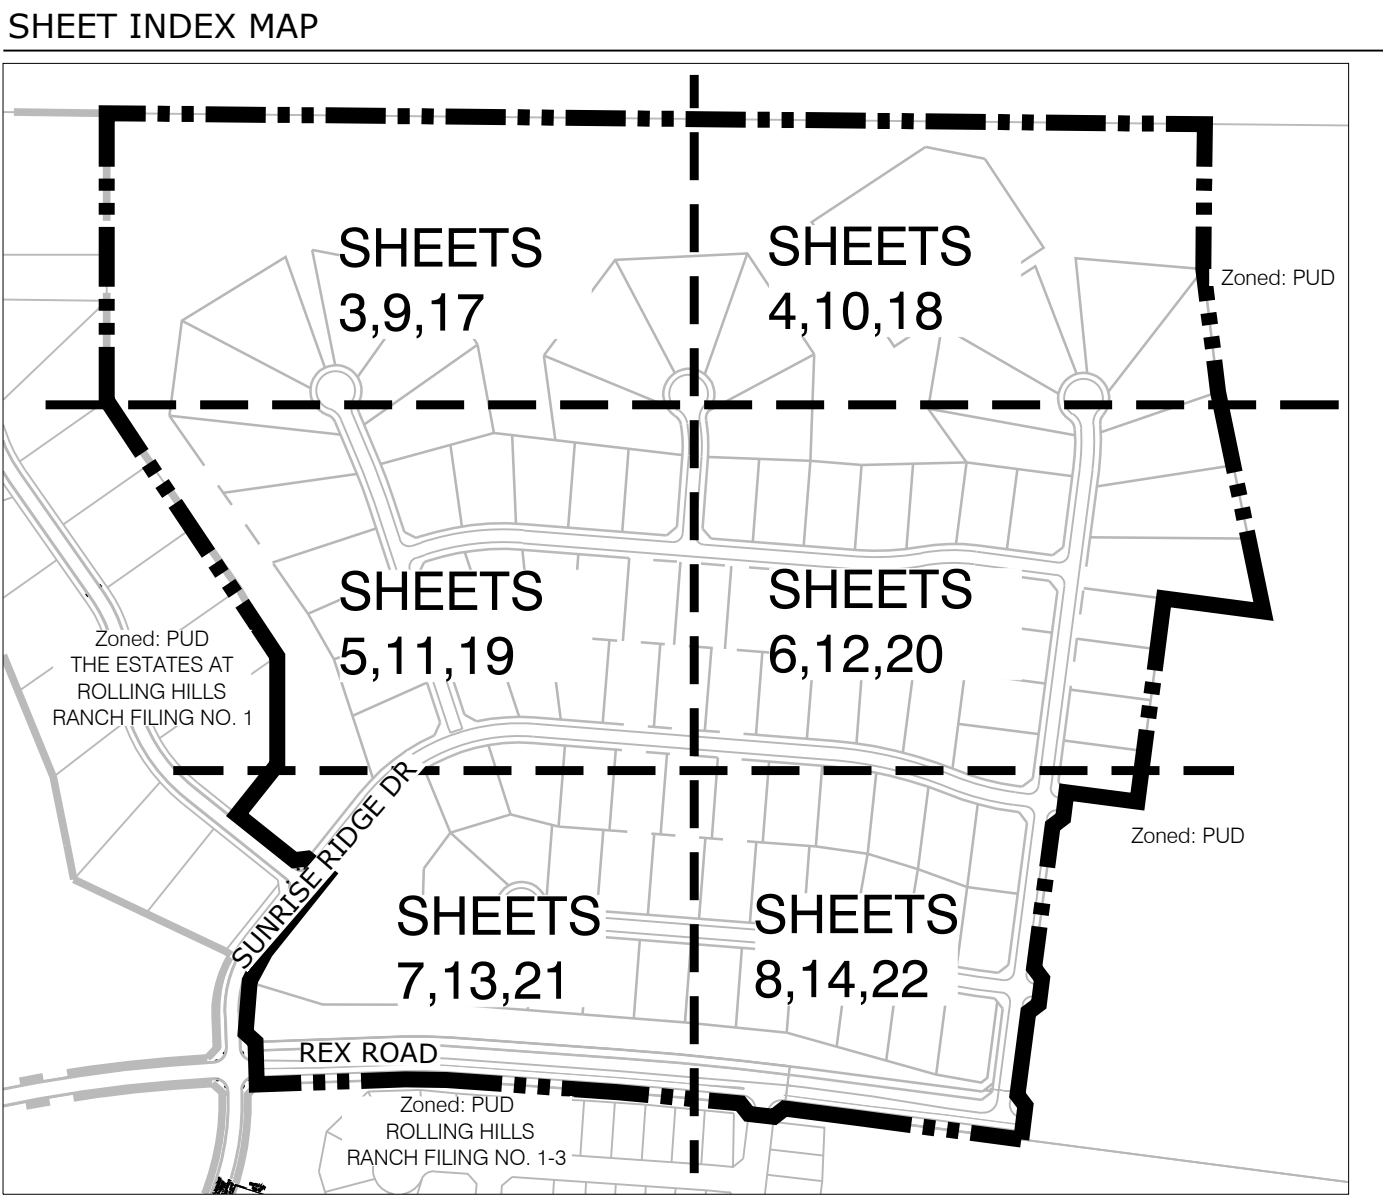 SHEET INDEX MAP
SHEETS
3,9,17
SHEETS
4,10,18
Zoned: PUD
SHEETS
5,11,19
SHEETS
6,12,20
Zoned: PUD
THE ESTATES AT
ROLLING HILLS
RANCH FILING NO. 1
SUNRISE RIDGE DR
Zoned: PUD
SHEETS
7,13,21
SHEETS
8,14,22
REX ROAD
Zoned: PUD
ROLLING HILLS
RANCH FILING NO. 1-3